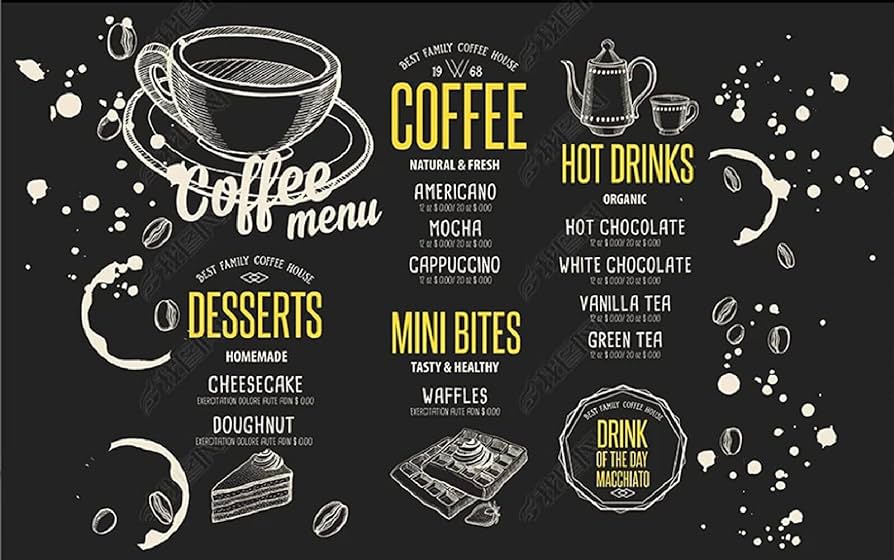 Coffee
menu
BEST FAMILY COFFEE HOUSE
DESSERTS
HOMEMADE
CHEESECAKE
EXERCITATION DOLORE AUTE ADIN $ 0.00
DOUGHNUT
EXERCITATION DOLORE AUTE ADIN $ 0.00
BEST FAMILY COFFEE HOUSE
19 68
COFFEE
NATURAL & FRESH
AMERICANO
12 oz $ 0.00/ 20 oz $ 0.00
MOCHA
12 oz $ 0.00/ 20 oz $ 0.00
CAPPUCCINO
12 oz $ 0.00/ 20 oz $ 0.00
MINI BITES
TASTY & HEALTHY
WAFFLES
EXERCITATION DOLORE AUTE ADIN $ 0.00
HOT DRINKS
ORGANIC
HOT CHOCOLATE
12 oz $ 0.00/ 20 oz $ 0.00
WHITE CHOCOLATE
12 oz $ 0.00/ 20 oz $ 0.00
VANILLA TEA
12 oz $ 0.00/ 20 oz $ 0.00
GREEN TEA
12 oz $ 0.00/ 20 oz $ 0.00
BEST FAMILY COFFEE HOUSE
DRINK
OF THE DAY
MACCHIATO